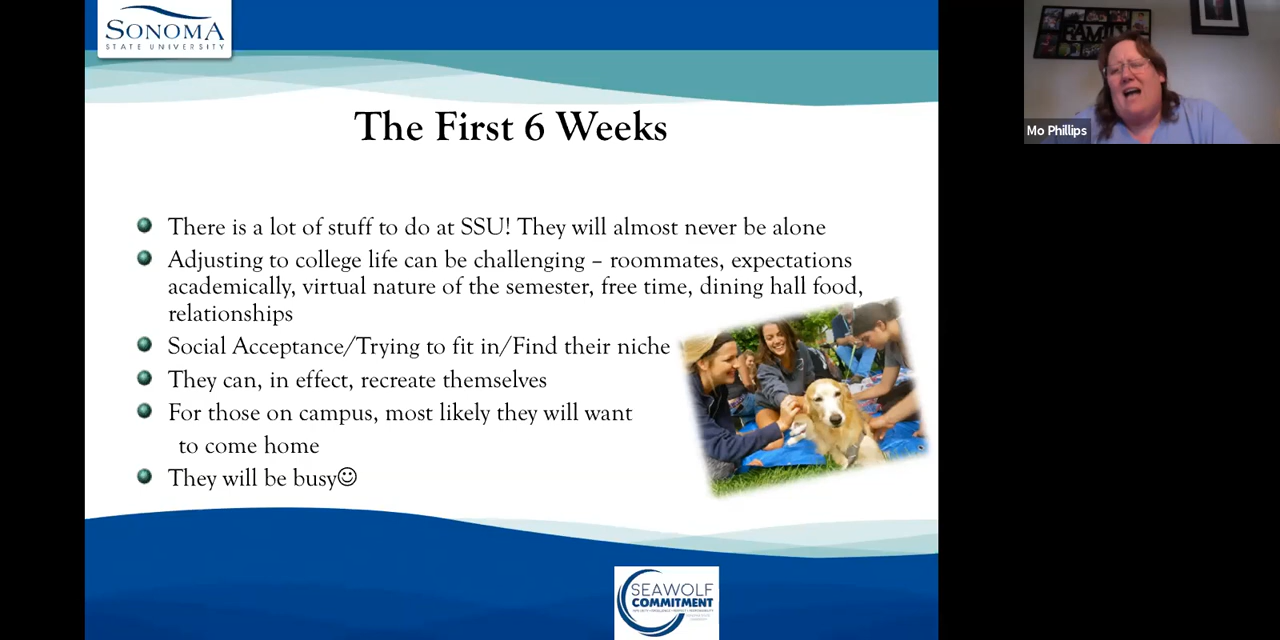 SONOMA
STATE UNIVERSITY
FAMILY
Mo Phillips
The First 6 Weeks
There is a lot of stuff to do at SSU! They will almost never be alone
Adjusting to college life can be challenging – roommates, expectations
academically, virtual nature of the semester, free time, dining hall food,
relationships
Social Acceptance/Trying to fit in/Find their niche
They can, in effect, recreate themselves
For those on campus, most likely they will want
to come home
They will be busy☺
SEAWOLF
COMMITMENT